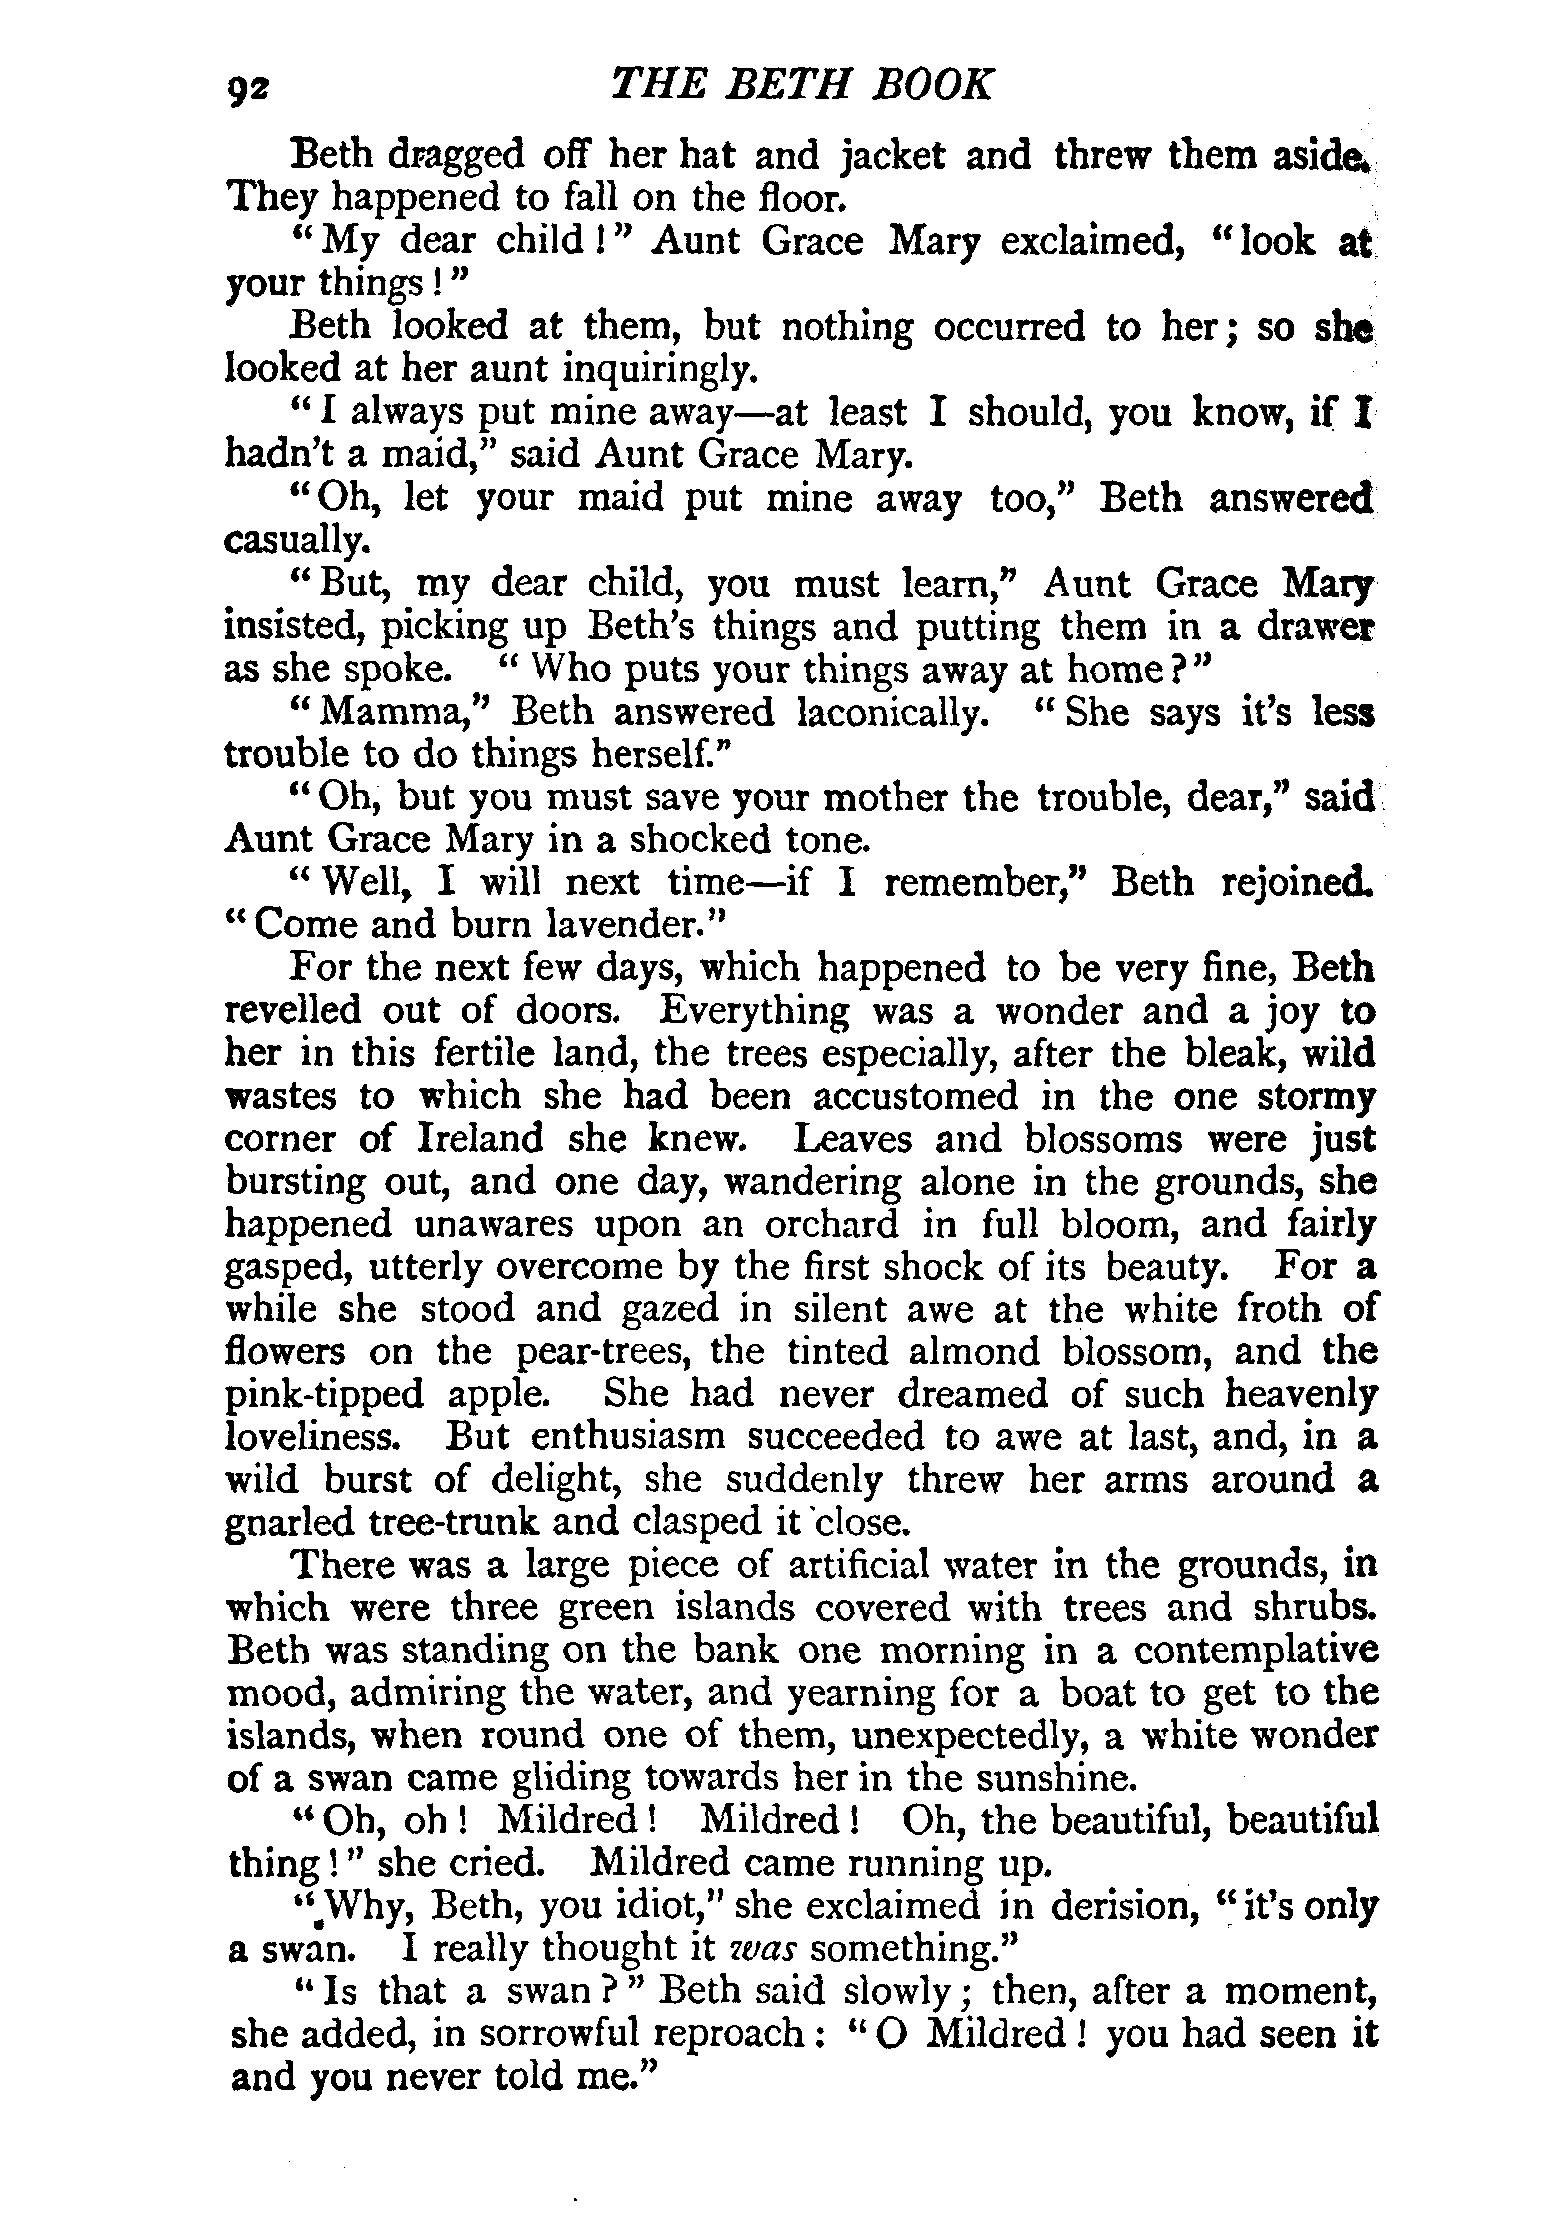 92 THE BETH BOOK
Beth dragged off her hat and jacket and threw them aside.
They happened to fall on the floor.
"My dear child!" Aunt Grace Mary exclaimed, "look at
your things!"
Beth looked at them, but nothing occurred to her; so she
looked at her aunt inquiringly.
"I always put mine away—at least I should, you know, if I
hadn't a maid," said Aunt Grace Mary.
"Oh, let your maid put mine away too," Beth answered
casually.
"But, my dear child, you must learn," Aunt Grace Mary
insisted, picking up Beth's things and putting them in a drawer
as she spoke. "Who puts your things away at home?"
"Mamma," Beth answered laconically. "She says it's less
trouble to do things herself."
"Oh, but you must save your mother the trouble, dear," said
Aunt Grace Mary in a shocked tone.
"Well, I will next time—if I remember," Beth rejoined.
"Come and burn lavender."
For the next few days, which happened to be very fine, Beth
revelled out of doors. Everything was a wonder and a joy to
her in this fertile land, the trees especially, after the bleak, wild
wastes to which she had been accustomed in the one stormy
corner of Ireland she knew. Leaves and blossoms were just
bursting out, and one day, wandering alone in the grounds, she
happened unawares upon an orchard in full bloom, and fairly
gasped, utterly overcome by the first shock of its beauty. For a
while she stood and gazed in silent awe at the white froth of
flowers on the pear-trees, the tinted almond blossom, and the
pink-tipped apple. She had never dreamed of such heavenly
loveliness. But enthusiasm succeeded to awe at last, and, in a
wild burst of delight, she suddenly threw her arms around a
gnarled tree-trunk and clasped it close.
There was a large piece of artificial water in the grounds, in
which were three green islands covered with trees and shrubs.
Beth was standing on the bank one morning in a contemplative
mood, admiring the water, and yearning for a boat to get to the
islands, when round one of them, unexpectedly, a white wonder
of a swan came gliding towards her in the sunshine.
"Oh, oh! Mildred! Mildred! Oh, the beautiful, beautiful
thing!" she cried. Mildred came running up.
"Why, Beth, you idiot," she exclaimed in derision, "it's only
a swan. I really thought it was something."
"Is that a swan?" Beth said slowly; then, after a moment,
she added, in sorrowful reproach: "O Mildred! you had seen it
and you never told me."